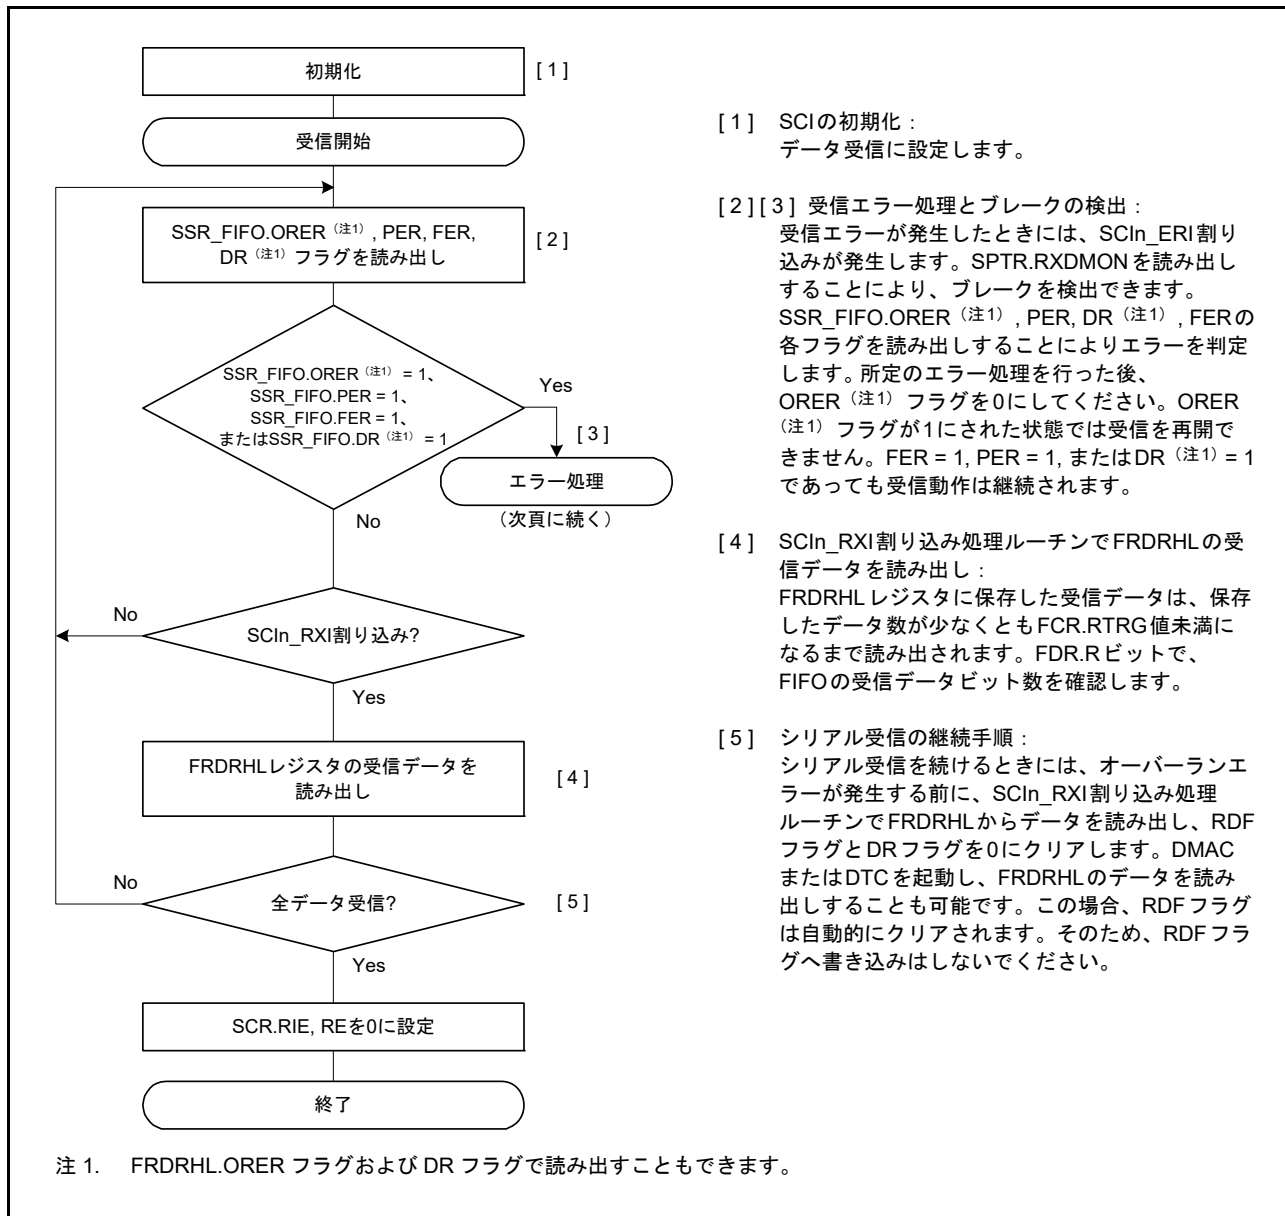 初期化
[ 1 ]
受信開始
SSR_FIFO.ORER（注1）, PER, FER,
DR（注1）フラグを読み出し
[ 2 ]
SSR_FIFO.ORER（注1）= 1、
SSR_FIFO.PER = 1、
SSR_FIFO.FER = 1、
またはSSR_FIFO.DR（注1）= 1
Yes
[ 3 ]
エラー処理
（次頁に続く）
No
No
SCIn_RXI割り込み?
Yes
FRDRHLレジスタの受信データを
読み出し
[ 4 ]
No
全データ受信?
[ 5 ]
Yes
SCR.RIE, REを0に設定
終了
[ 1 ] SCIの初期化：
データ受信に設定します。
[ 2 ][ 3 ] 受信エラー処理とブレークの検出：
受信エラーが発生したときには、SCIn_ERI割り
込みが発生します。SPTR.RXDMONを読み出し
することにより、ブレークを検出できます。
SSR_FIFO.ORER（注1）, PER, DR（注1）, FERの
各フラグを読み出しすることによりエラーを判定
します。所定のエラー処理を行った後、
ORER（注1）フラグを0にしてください。ORER
（注1）フラグが1にされた状態では受信を再開で
きません。FER = 1, PER = 1, またはDR（注1）= 1
であっても受信動作は継続されます。
[ 4 ] SCIn_RXI割り込み処理ルーチンでFRDRHLの受
信データを読み出し：
FRDRHLレジスタに保存した受信データは、保存
したデータ数が少なくともFCR.RTRG値未満に
なるまで読み出されます。FDR.Rビットで、
FIFOの受信データビット数を確認します。
[ 5 ] シリアル受信の継続手順：
シリアル受信を続けるときには、オーバーランエ
ラーが発生する前に、SCIn_RXI割り込み処理
ルーチンでFRDRHLからデータを読み出し、RDF
フラグとDRフラグを0にクリアします。DMAC
またはDTCを起動し、FRDRHLのデータを読み
出しすることも可能です。この場合、RDFフラグ
は自動的にクリアされます。そのため、RDFフラ
グへ書き込みはしないでください。
注 1. FRDRHL.ORER フラグおよび DR フラグで読み出すこともできます。